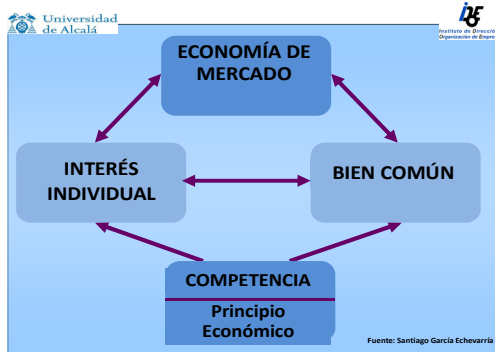 Universidad
de Alcalá
Instituto de Direcció
Organización de Empre
ECONOMÍA DE
MERCADO
INTERÉS
INDIVIDUAL
BIEN COMÚN
COMPETENCIA
Principio
Económico
Fuente: Santiago García Echevarría